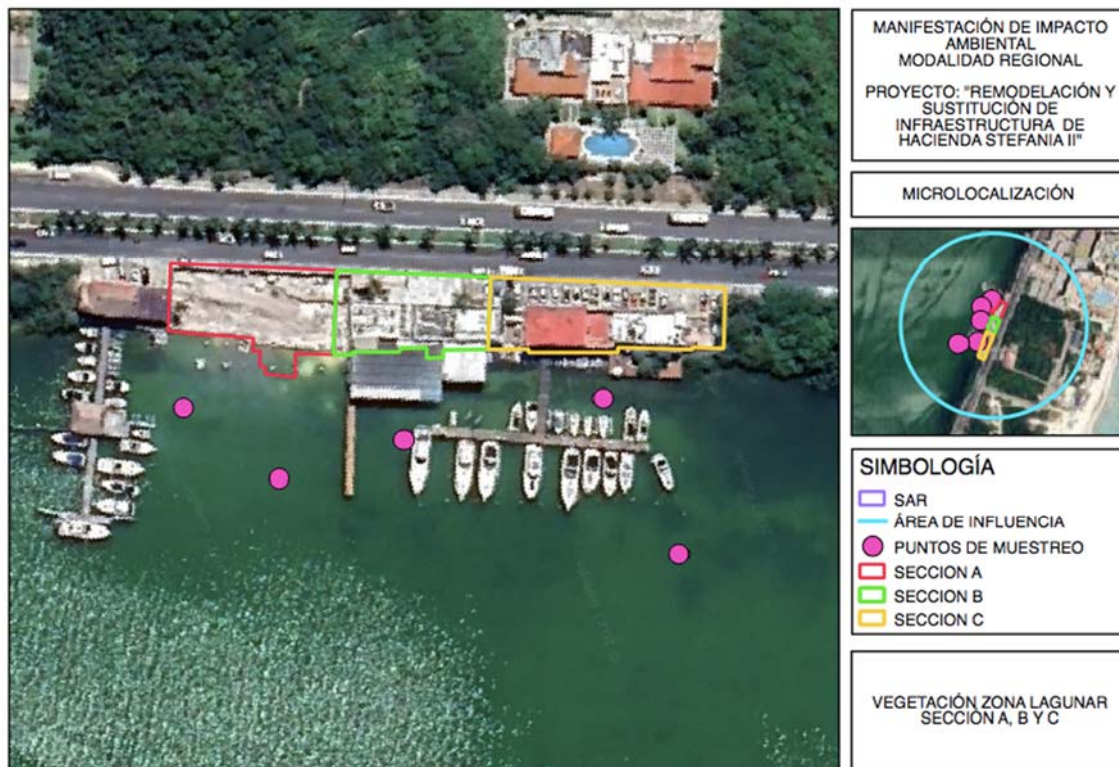 MANIFESTACIÓN DE IMPACTO
AMBIENTAL
MODALIDAD REGIONAL
PROYECTO: "REMODELACIÓN Y
SUSTITUCIÓN DE
INFRAESTRUCTURA DE
HACIENDA STEFANIA II"
MICROLOCALIZACIÓN
SIMBOLOGÍA
SAR
ÁREA DE INFLUENCIA
PUNTOS DE MUESTREO
SECCION A
SECCION B
SECCION C
VEGETACIÓN ZONA LAGUNAR
SECCIÓN A, B Y C